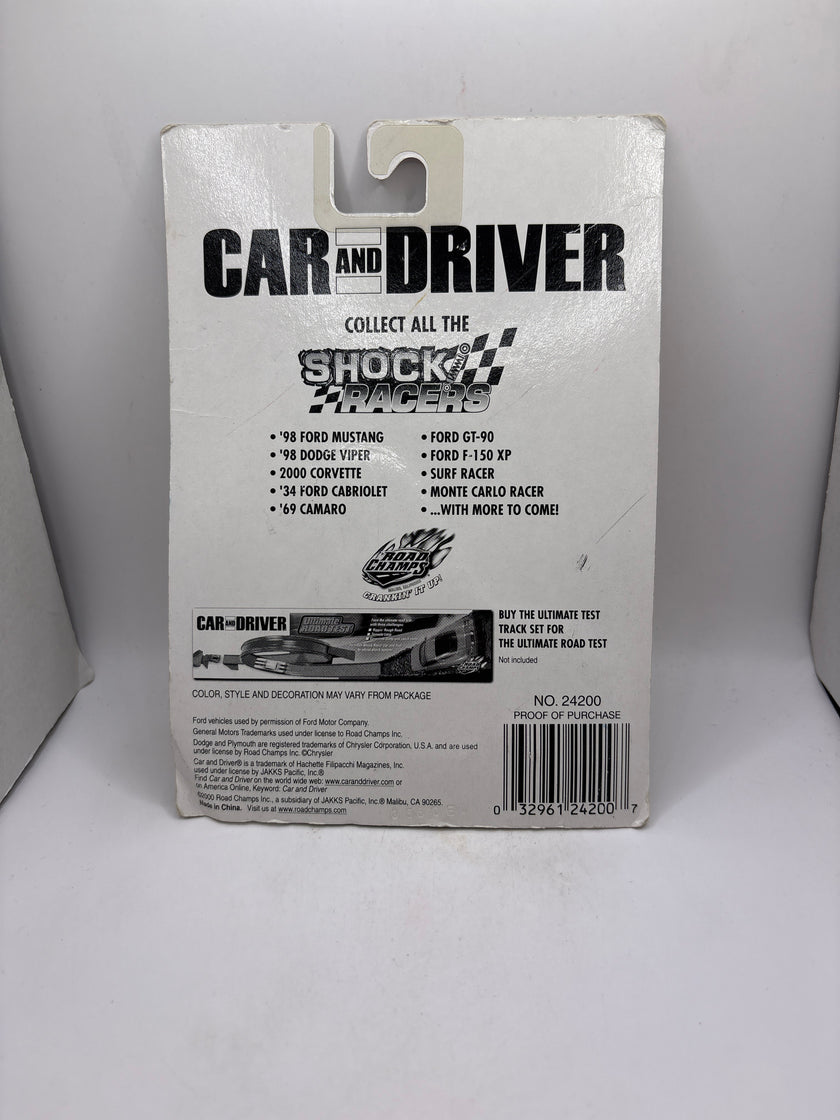 CAR AND DRIVER
COLLECT ALL THE
SHOCK
RACERS
• '98 FORD MUSTANG
• '98 DODGE VIPER
• 2000 CORVETTE
• '34 FORD CABRIOLET
• '69 CAMARO
• FORD GT-90
• FORD F-150 XP
• SURF RACER
• MONTE CARLO RACER
• ...WITH MORE TO COME!
ROAD
CHAMPS
CRANKIN' IT UP!
CAR AND DRIVER
Ultimate
ROAD TEST
BUY THE ULTIMATE TEST
TRACK SET FOR
THE ULTIMATE ROAD TEST
Not included
COLOR, STYLE AND DECORATION MAY VARY FROM PACKAGE
NO. 24200
PROOF OF PURCHASE
Ford vehicles used by permission of Ford Motor Company.
General Motors Trademarks used under license to Road Champs Inc.
Dodge and Plymouth are registered trademarks of Chrysler Corporation, U.S.A. and are used
under license by Road Champs Inc. ©Chrysler
Car and Driver® is a trademark of Hachette Filipacchi Magazines, Inc.
used under license by JAKKS Pacific, Inc.®
Find Car and Driver on the world wide web: www.caranddriver.com or
on America Online, Keyword: Car and Driver
©2000 Road Champs Inc., a subsidiary of JAKKS Pacific, Inc.® Malibu, CA 90265.
Made in China. Visit us at www.roadchamps.com
0 32961 24200 7